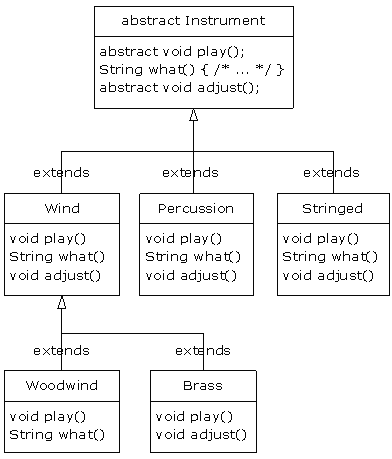 abstract Instrument
abstract void play();
String what() { /* ... */ }
abstract void adjust();
extends
extends
extends
Wind
void play()
String what()
void adjust()
Percussion
void play()
String what()
void adjust()
Stringed
void play()
String what()
void adjust()
extends
extends
Woodwind
void play()
String what()
Brass
void play()
void adjust()